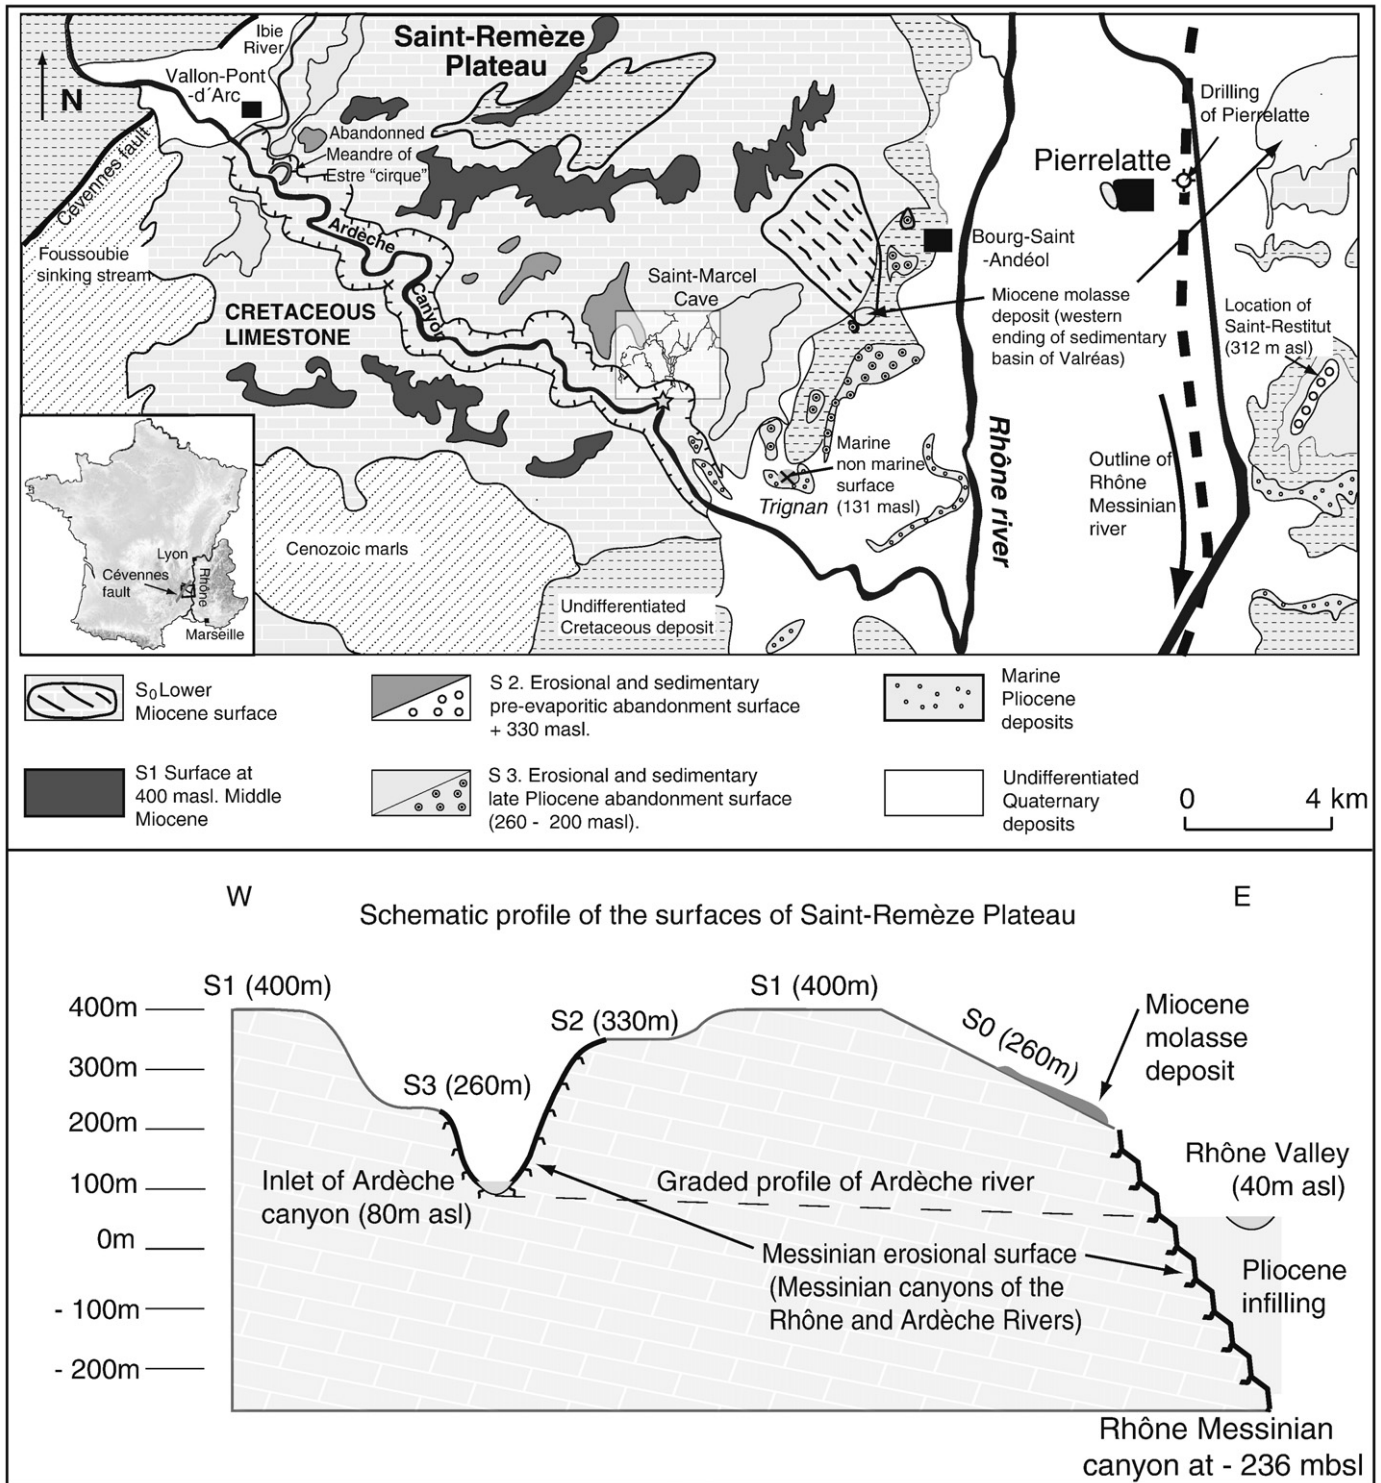 Saint-Remèze
Plateau
Ibie
River
Vallon-Pont
-d´Arc
N
Cévennes fault
Abandonned
Meandre of
Estre "cirque"
Drilling
of Pierrelatte
Pierrelatte
Foussoubie
sinking stream
Ardèche
Canyon
CRETACEOUS
LIMESTONE
Saint-Marcel
Cave
Bourg-Saint
-Andéol
Miocene molasse
deposit (western
ending of sedimentary
basin of Valréas)
Location of
Saint-Restitut
(312 m asl)
Rhône river
Marine
non marine
surface
Trignan (131 masl)
Outline of
Rhône
Messinian
river
Cenozoic marls
Undifferentiated
Cretaceous deposit
Lyon
Cévennes
fault
Rhône
Marseille
S0 Lower
Miocene surface
S1 Surface at
400 masl. Middle
Miocene
S 2. Erosional and sedimentary
pre-evaporitic abandonment surface
+ 330 masl.
S 3. Erosional and sedimentary
late Pliocene abandonment surface
(260 - 200 masl).
Marine
Pliocene
deposits
Undifferentiated
Quaternary
deposits
0 4 km
W E
Schematic profile of the surfaces of Saint-Remèze Plateau
S1 (400m)
S1 (400m)
400m
300m
200m
100m
0m
- 100m
- 200m
S2 (330m)
S3 (260m)
S0 (260m)
Miocene
molasse
deposit
Inlet of Ardèche
canyon (80m asl)
Graded profile of Ardèche river
Rhône Valley
(40m asl)
Messinian erosional surface
(Messinian canyons of the
Rhône and Ardèche Rivers)
Pliocene
infilling
Rhône Messinian
canyon at - 236 mbsl